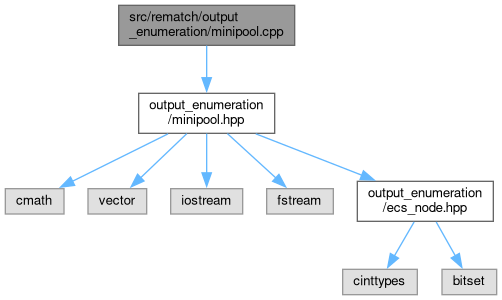 src/rematch/output
_enumeration/minipool.cpp
output_enumeration
/minipool.hpp
cmath
vector
iostream
fstream
output_enumeration
/ecs_node.hpp
cinttypes
bitset